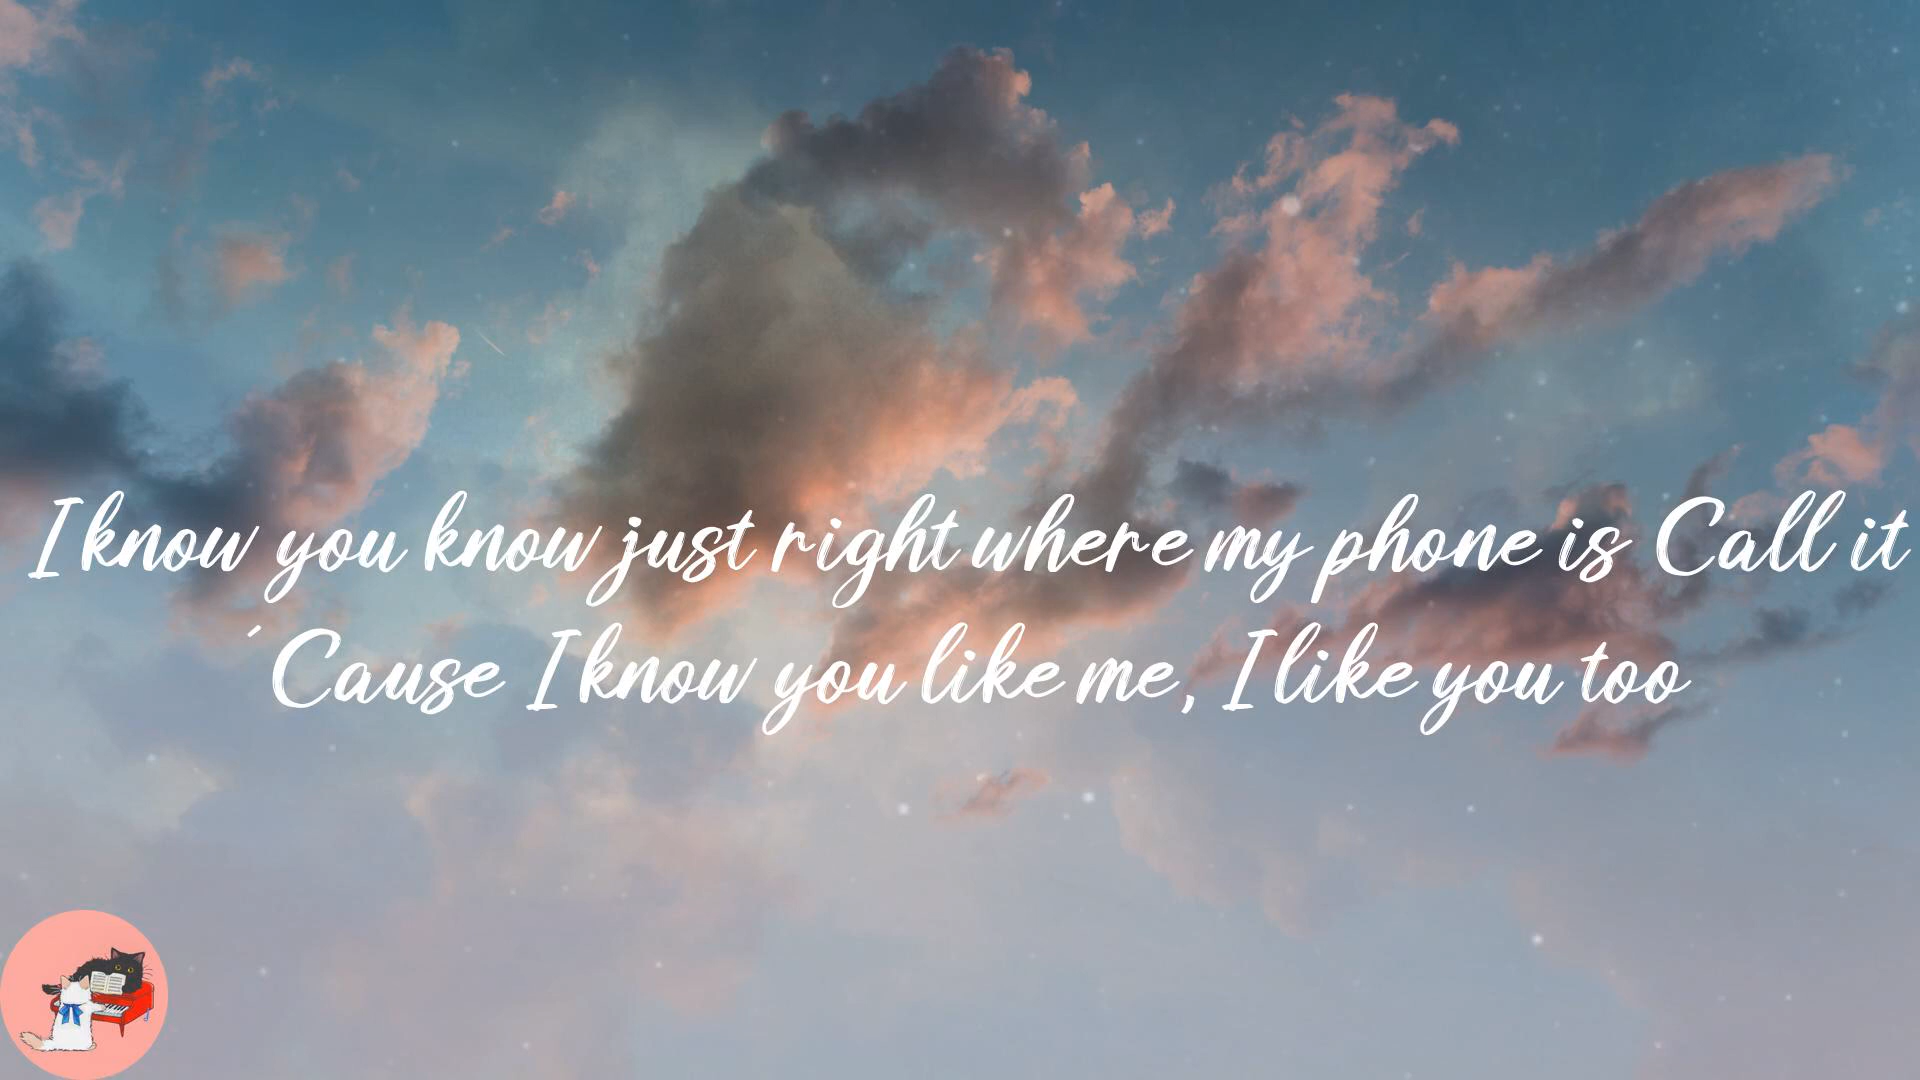 I know you know just right where my phone is Call it
´Cause I know you like me, I like you too